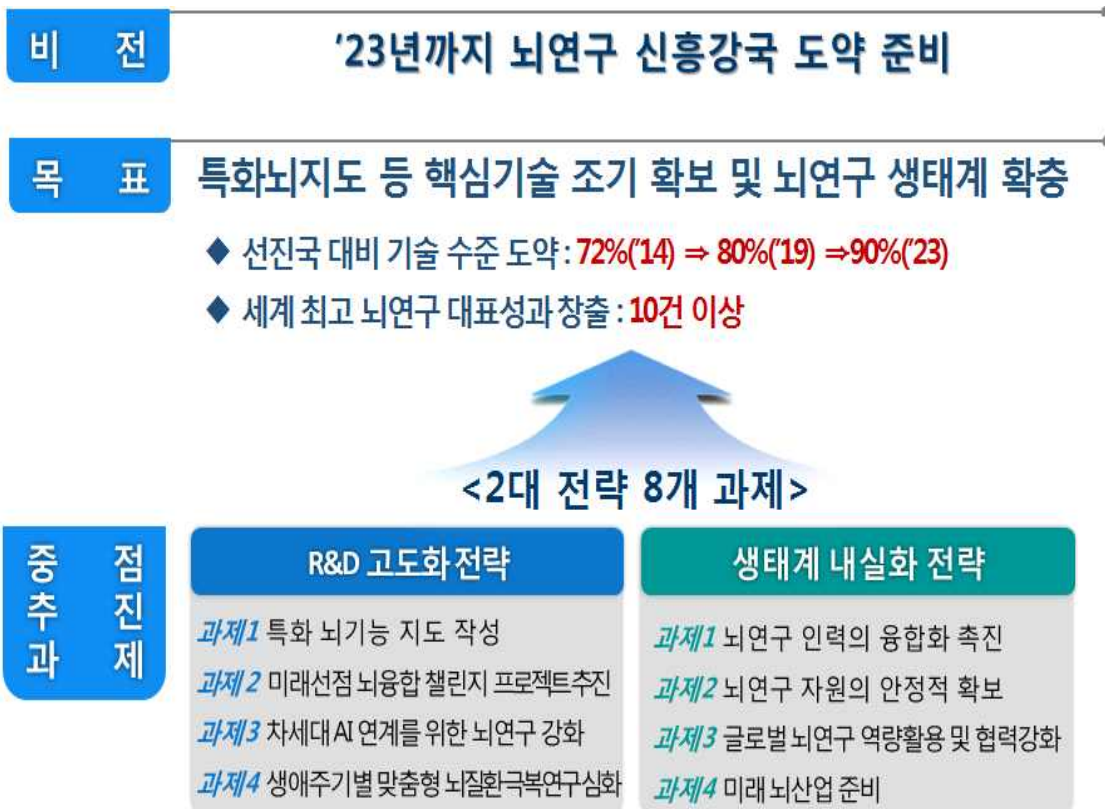 비 전
'23년까지 뇌연구 신흥강국 도약 준비
목 표
특화뇌지도 등 핵심기술 조기 확보 및 뇌연구 생태계 확충
◆ 선진국 대비 기술 수준 도약 : 72%('14) ⇒ 80%('19) ⇒90%('23)
◆ 세계 최고 뇌연구 대표성과 창출 : 10건 이상
<2대 전략 8개 과제>
중 점
추 진
과 제
R&D 고도화 전략
과제1 특화 뇌기능 지도 작성
과제2 미래선점 뇌융합 챌린지 프로젝트 추진
과제3 차세대 AI 연계를 위한 뇌연구 강화
과제4 생애주기별 맞춤형 뇌질환극복연구심화
생태계 내실화 전략
과제1 뇌연구 인력의 융합화 촉진
과제2 뇌연구 자원의 안정적 확보
과제3 글로벌 뇌연구 역량활용 및 협력강화
과제4 미래 뇌산업 준비